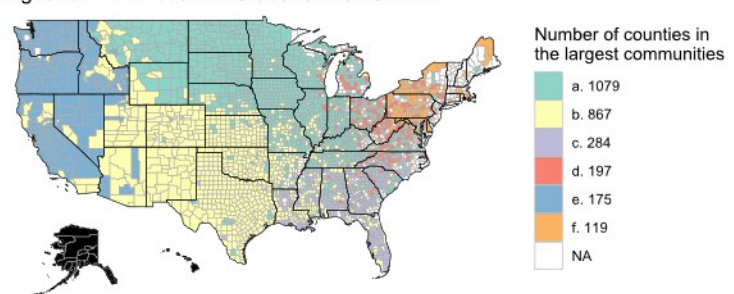 Number of counties in
the largest communities
a. 1079
b. 867
c. 284
d. 197
e. 175
f. 119
NA